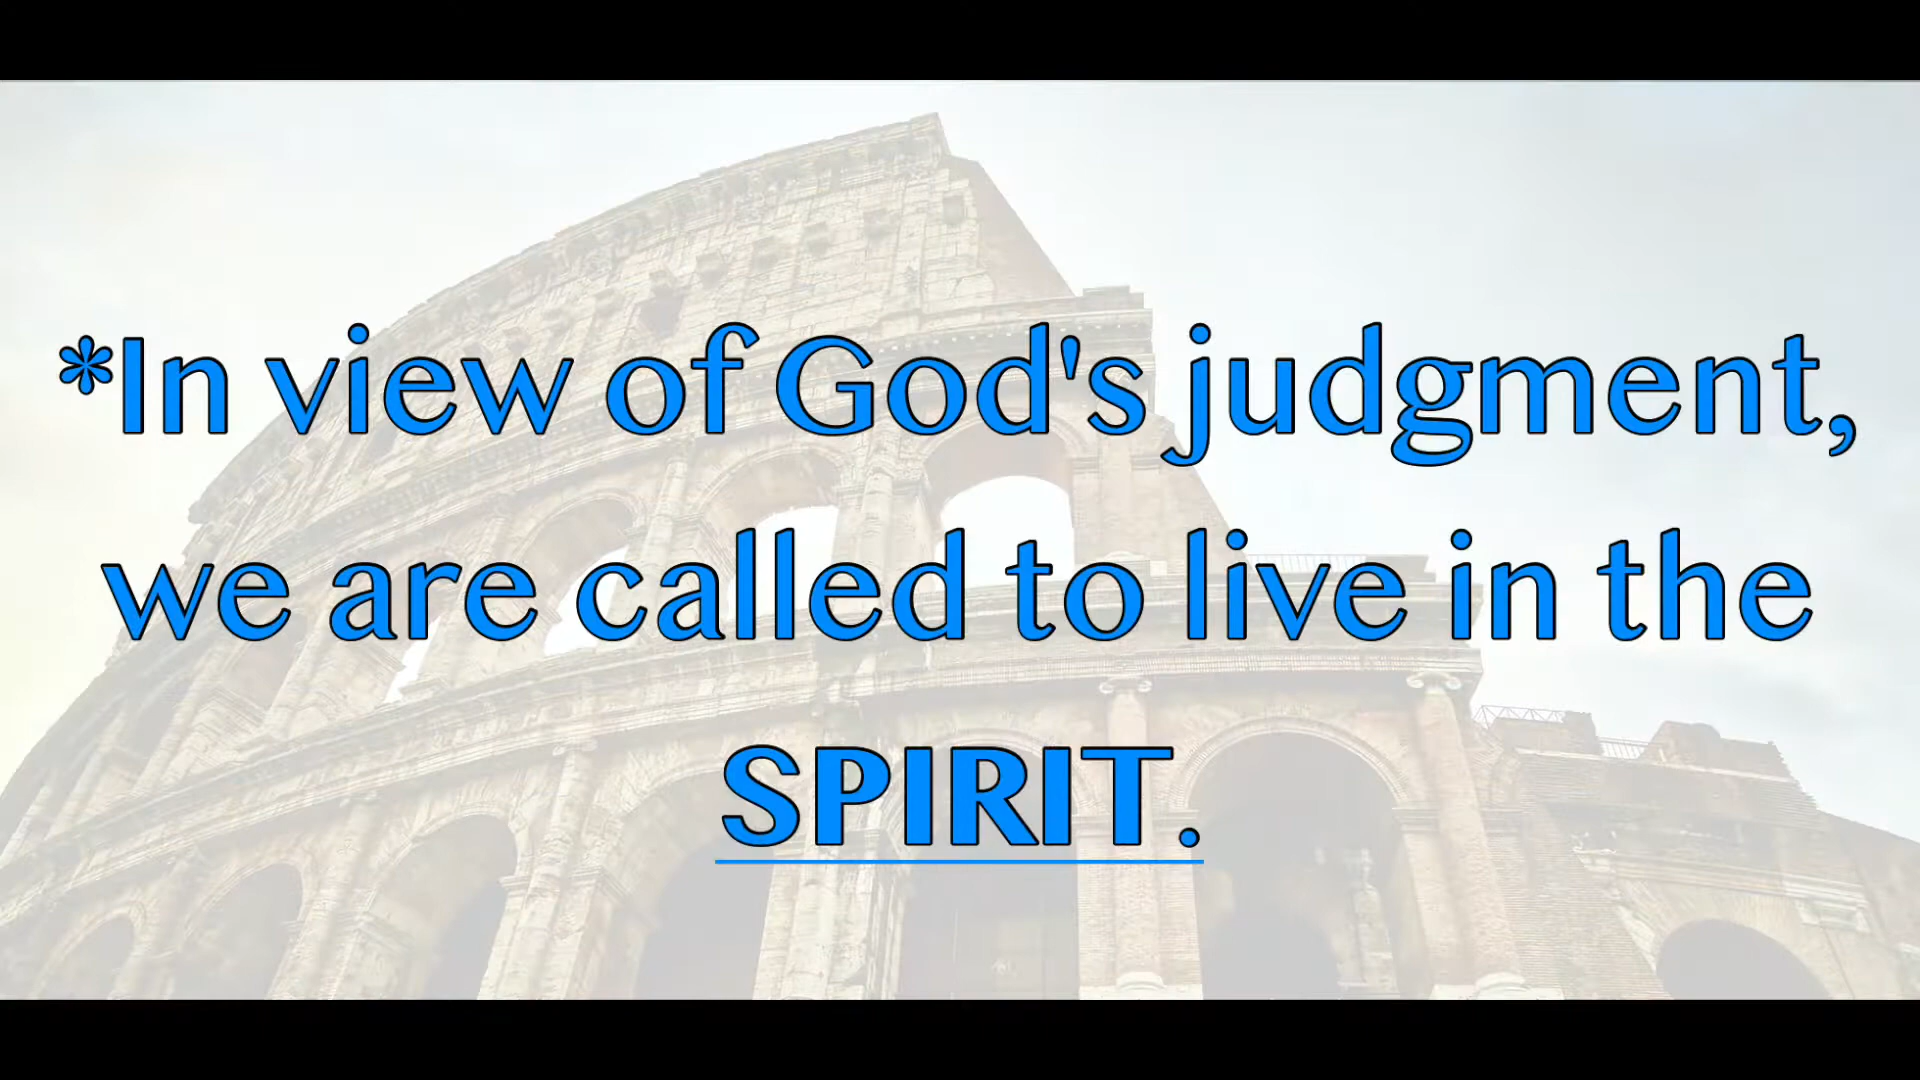 *In view of God's judgment,
we are called to live in the
SPIRIT.